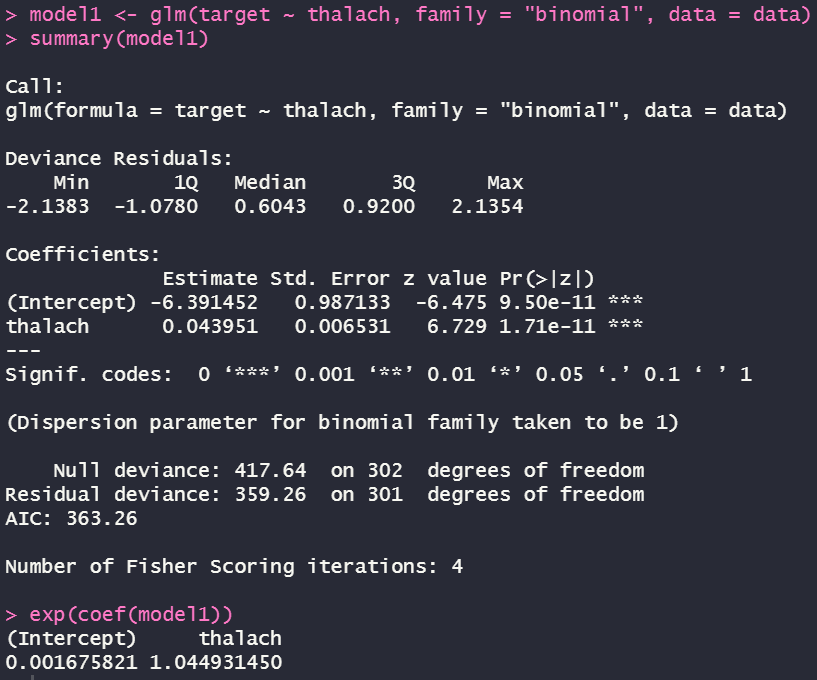 > model1 <- glm(target ~ thalach, family = "binomial", data = data)
> summary(model1)
Call:
glm(formula = target ~ thalach, family = "binomial", data = data)
Deviance Residuals:
    Min       1Q   Median       3Q      Max
-2.1383  -1.0780   0.6043   0.9200   2.1354
Coefficients:
             Estimate Std. Error z value Pr(>|z|)
(Intercept) -6.391452   0.987133  -6.475 9.50e-11 ***
thalach      0.043951   0.006531   6.729 1.71e-11 ***
---
Signif. codes:  0 ‘***’ 0.001 ‘**’ 0.01 ‘*’ 0.05 ‘.’ 0.1 ‘ ’ 1
(Dispersion parameter for binomial family taken to be 1)
    Null deviance: 417.64  on 302  degrees of freedom
Residual deviance: 359.26  on 301  degrees of freedom
AIC: 363.26
Number of Fisher Scoring iterations: 4
> exp(coef(model1))
(Intercept)     thalach
0.001675821 1.044931450